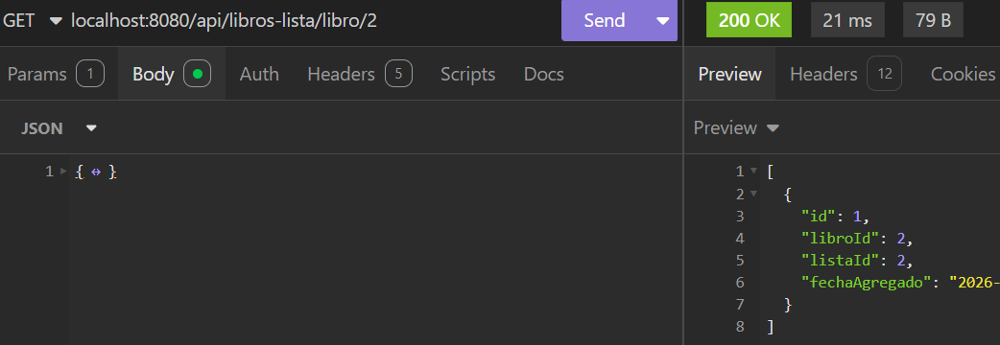 GET localhost:8080/api/libros-lista/libro/2 Send 200 OK 21 ms 79 B
Params 1 Body Auth Headers 5 Scripts Docs Preview Headers 12 Cookies
JSON Preview
1 { ↔ } 1 [
2 {
3 "id": 1,
4 "libroId": 2,
5 "listaId": 2,
6 "fechaAgregado": "2026-
7 }
8 ]